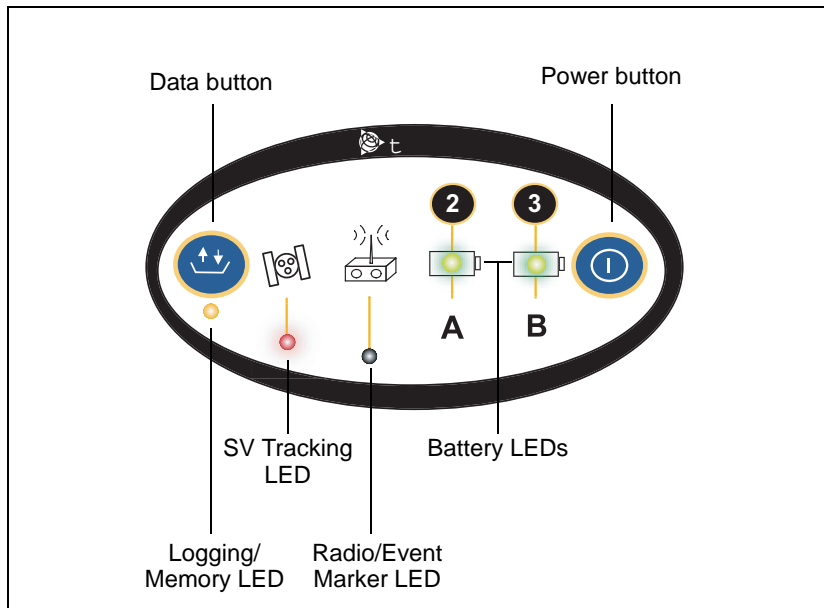 Data button
Power button
t
2
3
A
B
SV Tracking
LED
Battery LEDs
Logging/
Memory LED
Radio/Event
Marker LED